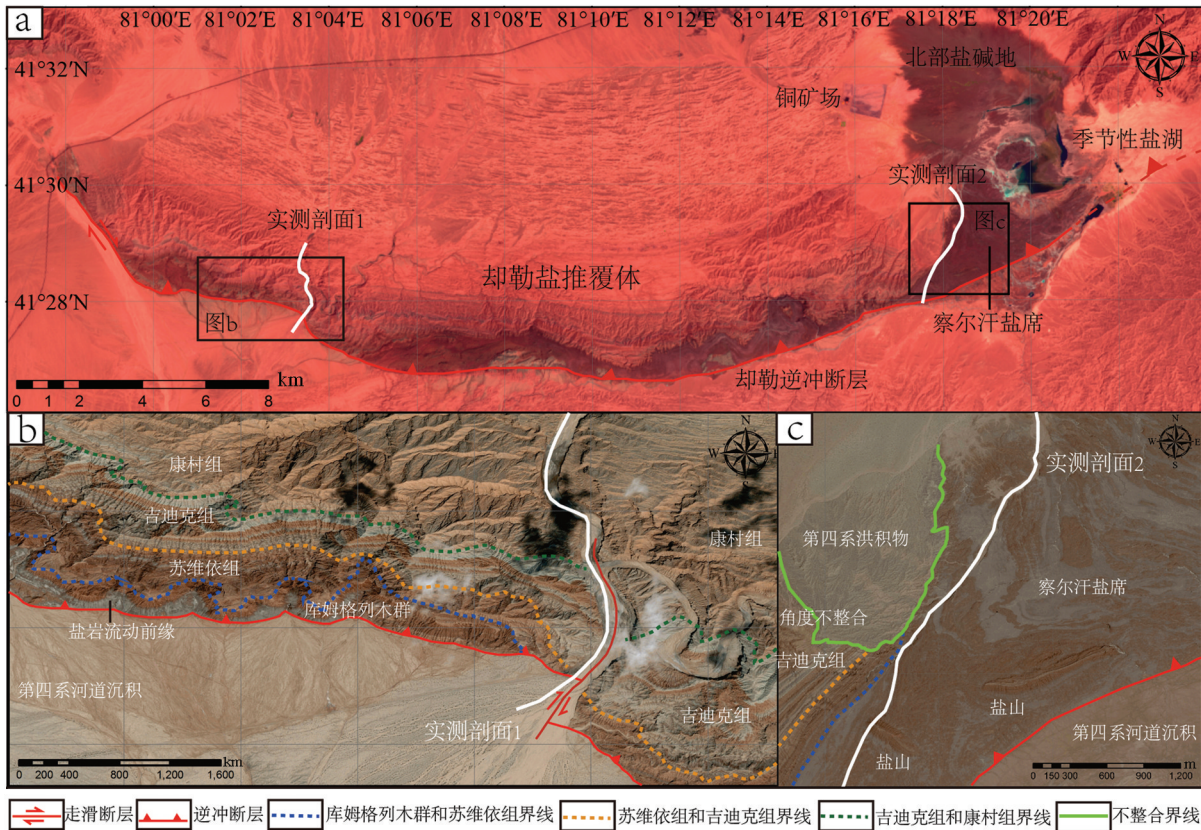 a
81°00′E 81°02′E 81°04′E 81°06′E 81°08′E 81°10′E 81°12′E 81°14′E 81°16′E 81°18′E 81°20′E
N
W E
S
41°32′N
41°30′N
41°28′N
北部盐碱地
铜矿场
季节性盐湖
实测剖面2
实测剖面1
图c
却勒盐推覆体
图b
察尔汗盐席
却勒逆冲断层
km
0 2 4 6 8
b
N
W E
S
康村组
吉迪克组
康村组
苏维依组
库姆格列木群
盐岩流动前缘
第四系河道沉积
吉迪克组
实测剖面1
km
0 200 400 800 1,200 1,600
c
N
W E
S
实测剖面2
第四系洪积物
察尔汗盐席
角度不整合
吉迪克组
盐山
第四系河道沉积
盐山
m
0 150 300 600 900 1,200
走滑断层 逆冲断层 库姆格列木群和苏维依组界线 苏维依组和吉迪克组界线 吉迪克组和康村组界线 不整合界线